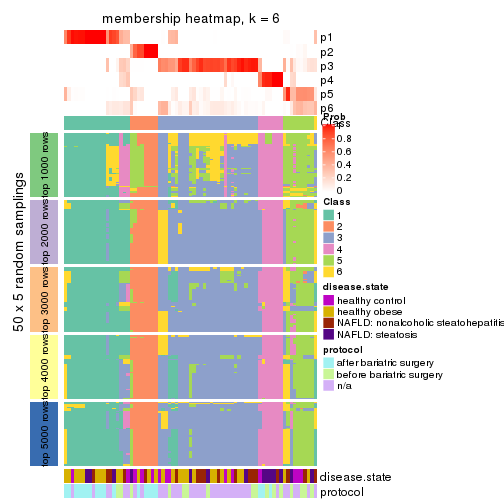 membership heatmap, k = 6
p1
p2
p3
p4
p5
p6
Prob
Class
1
0.8
0.6
0.4
0.2
0
Class
1
2
3
4
5
6
disease.state
healthy control
healthy obese
NAFLD: nonalcoholic steatohepatitis
NAFLD: steatosis
protocol
after bariatric surgery
before bariatric surgery
n/a
50 x 5 random samplings
top 1000 rows
top 2000 rows
top 3000 rows
top 4000 rows
top 5000 rows
disease.state
protocol